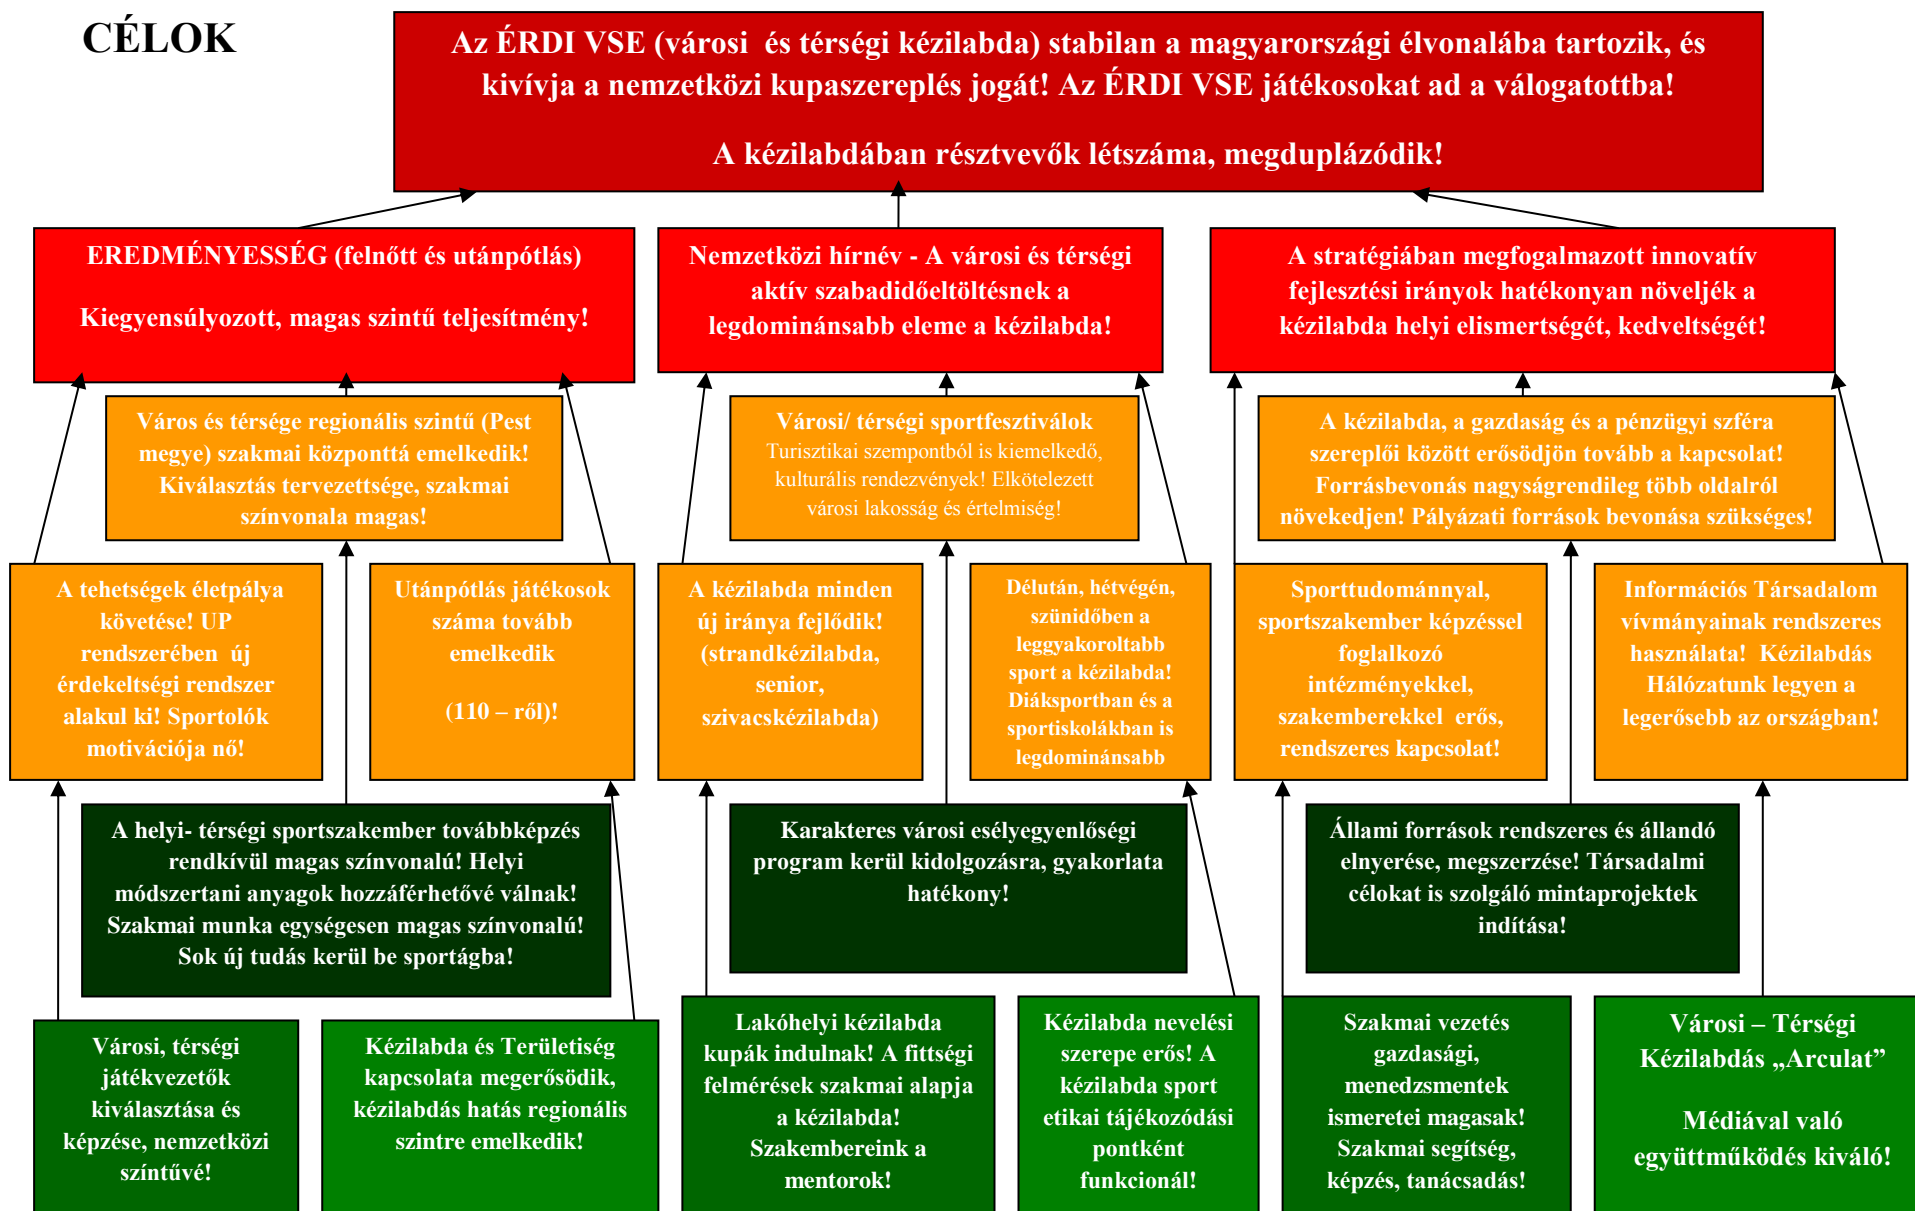 CÉLOK
Az ÉRDI VSE (városi és térségi kézilabda) stabilan a magyarországi élvonalába tartozik, és
kivívja a nemzetközi kupaszereplés jogát! Az ÉRDI VSE játékosokat ad a válogatottba!
A kézilabdában résztvevők létszáma, megduplázódik!
EREDMÉNYESSÉG (felnőtt és utánpótlás)
Kiegyensúlyozott, magas szintű teljesítmény!
Nemzetközi hírnév - A városi és térségi
aktív szabadidőeltöltésnek a
legdominánsabb eleme a kézilabda!
A stratégiában megfogalmazott innovatív
fejlesztési irányok hatékonyan növeljék a
kézilabda helyi elismertségét, kedveltségét!
Város és térsége regionális szintű (Pest
megye) szakmai központtá emelkedik!
Kiválasztás tervezettsége, szakmai
színvonala magas!
Városi/ térségi sportfesztiválok
Turisztikai szempontból is kiemelkedő,
kulturális rendezvények! Elkötelezett
városi lakosság és értelmiség!
A kézilabda, a gazdaság és a pénzügyi szféra
szereplői között erősödjön tovább a kapcsolat!
Forrásbevonás nagyságrendileg több oldalról
növekedjen! Pályázati források bevonása szükséges!
A tehetségek életpálya
követése! UP
rendszerében új
érdekeltségi rendszer
alakul ki! Sportolók
motivációja nő!
Utánpótlás játékosok
száma tovább
emelkedik
(110 – ről)!
A kézilabda minden
új iránya fejlődik!
(strandkézilabda,
senior,
szivacskézilabda)
Délután, hétvégén,
szünidőben a
leggyakoroltabb
sport a kézilabda!
Diáksportban és a
sportiskolákban is
legdominánsabb
Sporttudománnyal,
sportszakember képzéssel
foglalkozó
intézményekkel,
szakemberekkel erős,
rendszeres kapcsolat!
Információs Társadalom
vívmányainak rendszeres
használata! Kézilabdás
Hálózatunk legyen a
legerősebb az országban!
A helyi- térségi sportszakember továbbképzés
rendkívül magas színvonalú! Helyi
módszertani anyagok hozzáférhetővé válnak!
Szakmai munka egységesen magas színvonalú!
Sok új tudás kerül be sportágba!
Karakteres városi esélyegyenlőségi
program kerül kidolgozásra, gyakorlata
hatékony!
Állami források rendszeres és állandó
elnyerése, megszerzése! Társadalmi
célokat is szolgáló mintaprojektek
indítása!
Városi, térségi
játékvezetők
kiválasztása és
képzése, nemzetközi
színtűvé!
Kézilabda és Területiség
kapcsolata megerősödik,
kézilabdás hatás regionális
szintre emelkedik!
Lakóhelyi kézilabda
kupák indulnak! A fittségi
felmérések szakmai alapja
a kézilabda!
Szakembereink a
mentorok!
Kézilabda nevelési
szerepe erős! A
kézilabda sport
etikai tájékozódási
pontként
funkcionál!
Szakmai vezetés
gazdasági,
menedzsmentek
ismeretei magasak!
Szakmai segítség,
képzés, tanácsadás!
Városi – Térségi
Kézilabdás „Arculat”
Médiával való
együttműködés kiváló!